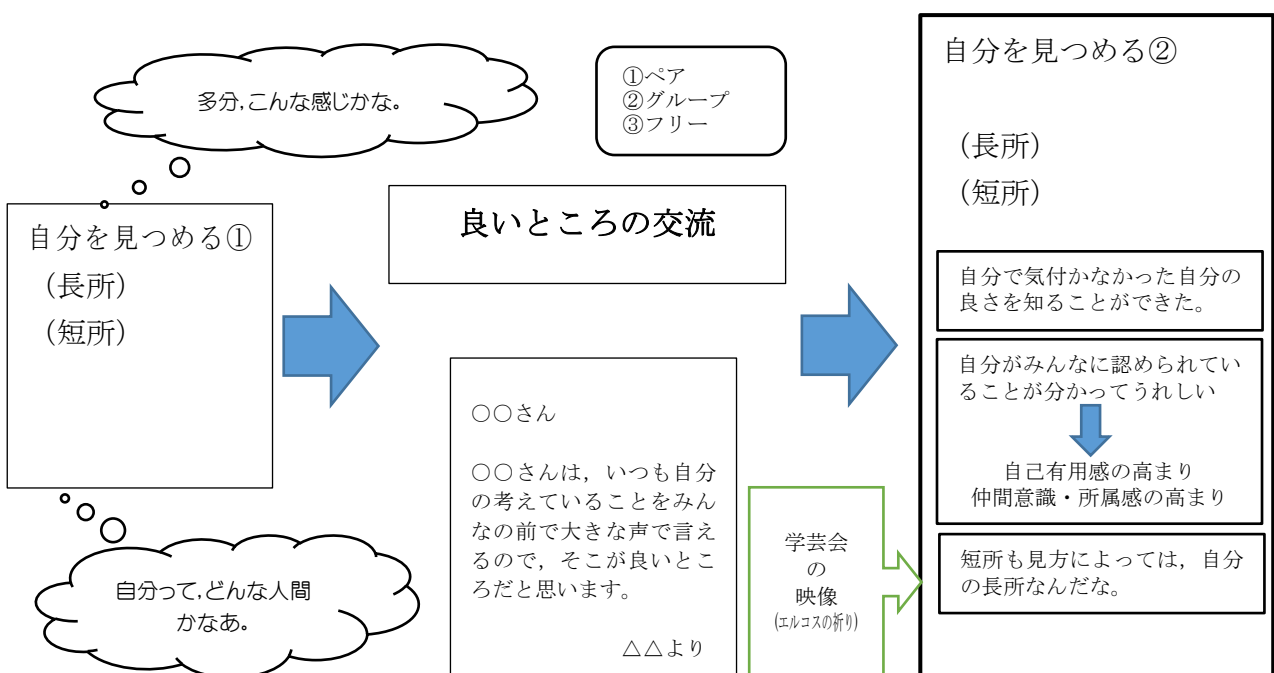 多分,こんな感じかな。
①ペア
②グループ
③フリー
自分を見つめる①
(長所)
(短所)
自分って,どんな人間
かなあ。
良いところの交流
○○さん
○○さんは，いつも自分
の考えていることをみん
なの前で大きな声で言え
るので，そこが良いとこ
ろだと思います。
△△より
学芸会
の
映像
(エルコスの祈り)
自分を見つめる②
（長所）
（短所）
自分で気付かなかった自分の
良さを知ることができた。
自分がみんなに認められてい
ることが分かってうれしい
自己有用感の高まり
仲間意識・所属感の高まり
短所も見方によっては，自分
の長所なんだな。